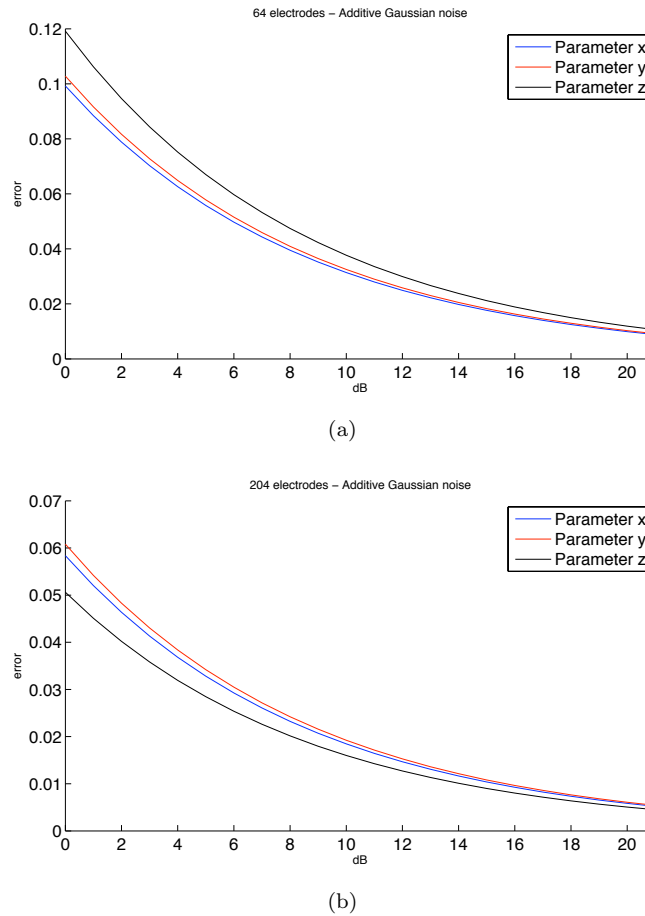 64 electrodes – Additive Gaussian noise
0.12
0.1
0.08
0.06
0.04
0.02
0
error
Parameter x
Parameter y
Parameter z
0 2 4 6 8 10 12 14 16 18 20
dB
(a)
204 electrodes – Additive Gaussian noise
0.07
0.06
0.05
0.04
0.03
0.02
0.01
0
error
Parameter x
Parameter y
Parameter z
0 2 4 6 8 10 12 14 16 18 20
dB
(b)